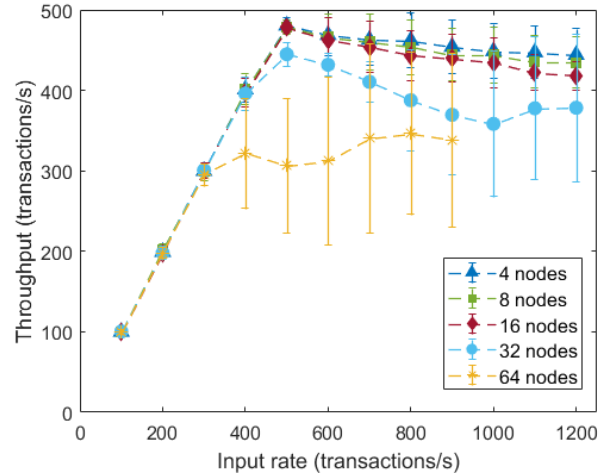 500
400
300
200
100
0
0 200 400 600 800 1000 1200
Throughput (transactions/s)
Input rate (transactions/s)
4 nodes
8 nodes
16 nodes
32 nodes
64 nodes